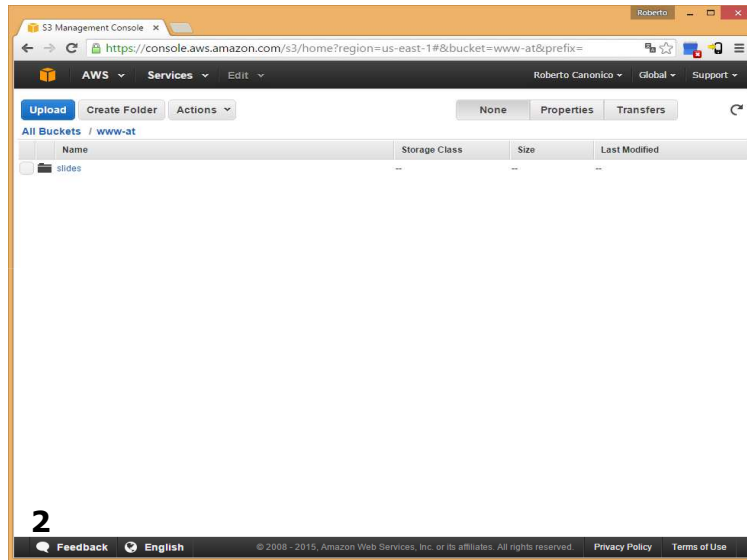 Roberto
S3 Management Console
https://console.aws.amazon.com/s3/home?region=us-east-1#&bucket=www-at&prefix=
AWS Services Edit Roberto Canonico Global Support
Upload Create Folder Actions None Properties Transfers
All Buckets / www-at
Name Storage Class Size Last Modified
slides -- -- --
2
Feedback English © 2008 - 2015, Amazon Web Services, Inc. or its affiliates. All rights reserved. Privacy Policy Terms of Use